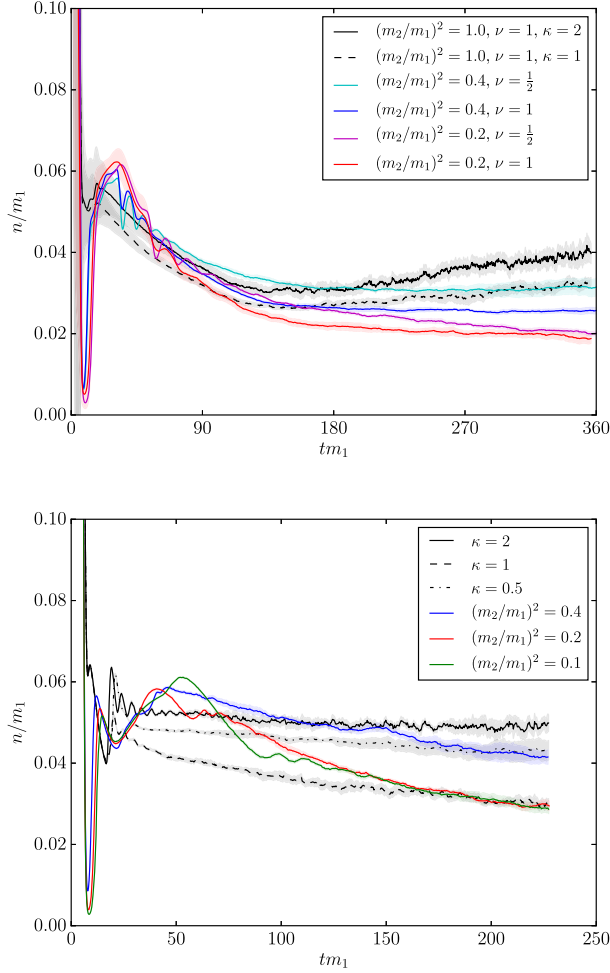 0.10
0.08
0.06
0.04
0.02
0.00
n/m₁
0 90 180 270 360
tm₁
(m₂/m₁)² = 1.0, ν = 1, κ = 2
(m₂/m₁)² = 1.0, ν = 1, κ = 1
(m₂/m₁)² = 0.4, ν = 1/2
(m₂/m₁)² = 0.4, ν = 1
(m₂/m₁)² = 0.2, ν = 1/2
(m₂/m₁)² = 0.2, ν = 1
0.10
0.08
0.06
0.04
0.02
0.00
n/m₁
0 50 100 150 200 250
tm₁
κ = 2
κ = 1
κ = 0.5
(m₂/m₁)² = 0.4
(m₂/m₁)² = 0.2
(m₂/m₁)² = 0.1